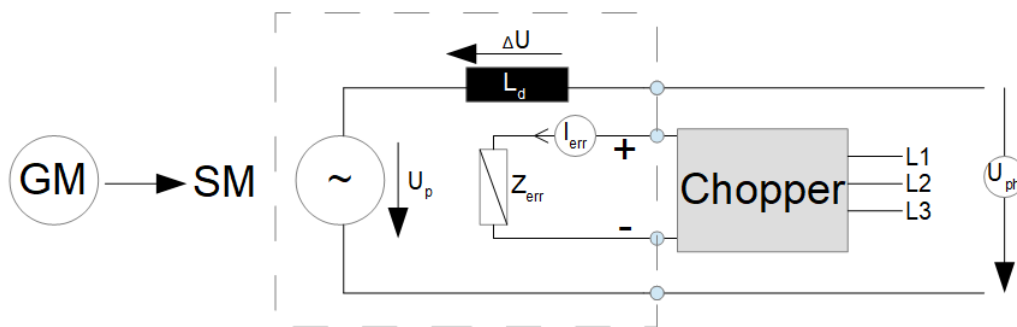 ΔU
L_d
GM
SM
~
U_p
I_err
Z_err
+
-
Chopper
L1
L2
L3
U_ph